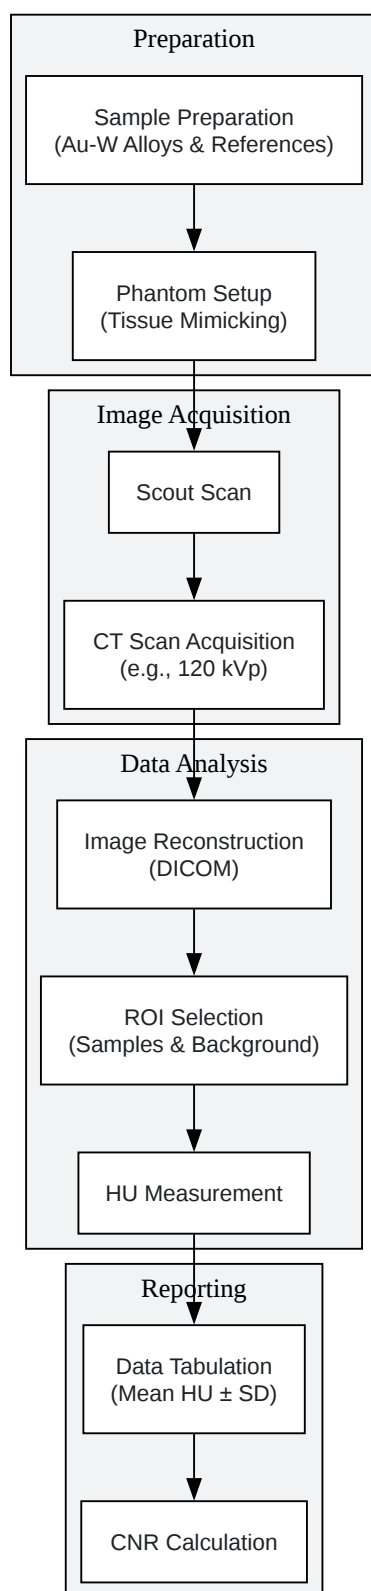 Preparation
Sample Preparation
(Au-W Alloys & References)
Phantom Setup
(Tissue Mimicking)
Image Acquisition
Scout Scan
CT Scan Acquisition
(e.g., 120 kVp)
Data Analysis
Image Reconstruction
(DICOM)
ROI Selection
(Samples & Background)
HU Measurement
Reporting
Data Tabulation
(Mean HU ± SD)
CNR Calculation